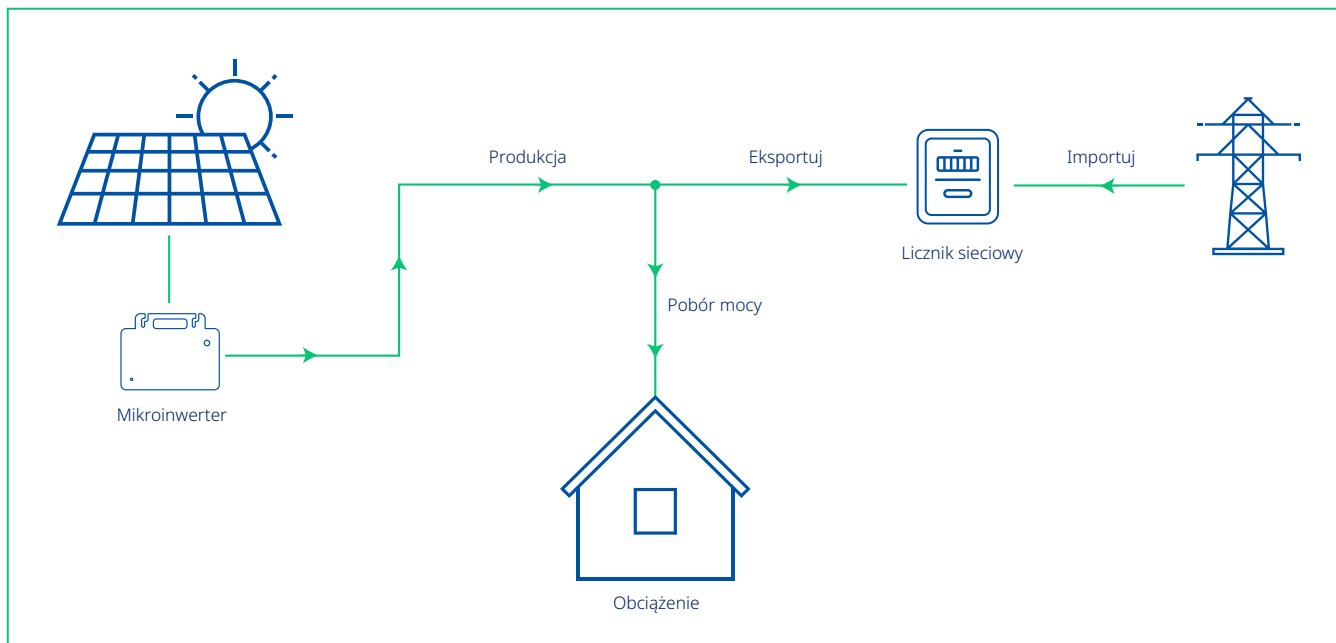 Produkcja
Eksportuj
Importuj
Licznik sieciowy
Pobór mocy
Mikroinwerter
Obciążenie